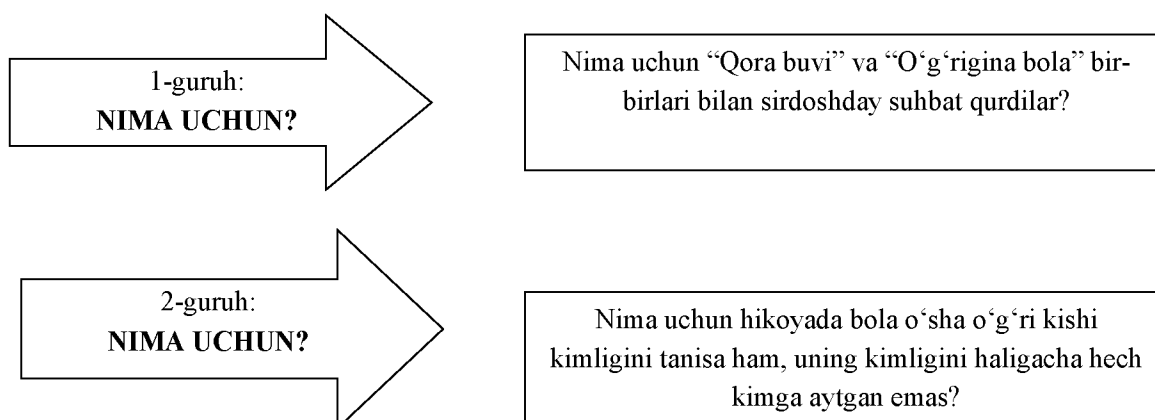 1-guruh:
NIMA UCHUN?
Nima uchun “Qora buvi” va “O‘g‘rigina bola” bir-
birlari bilan sirdoshday suhbat qurdilar?
2-guruh:
NIMA UCHUN?
Nima uchun hikoyada bola o‘sha o‘g‘ri kishi
kimligini tanisa ham, uning kimligini haligacha hech
kimga aytgan emas?